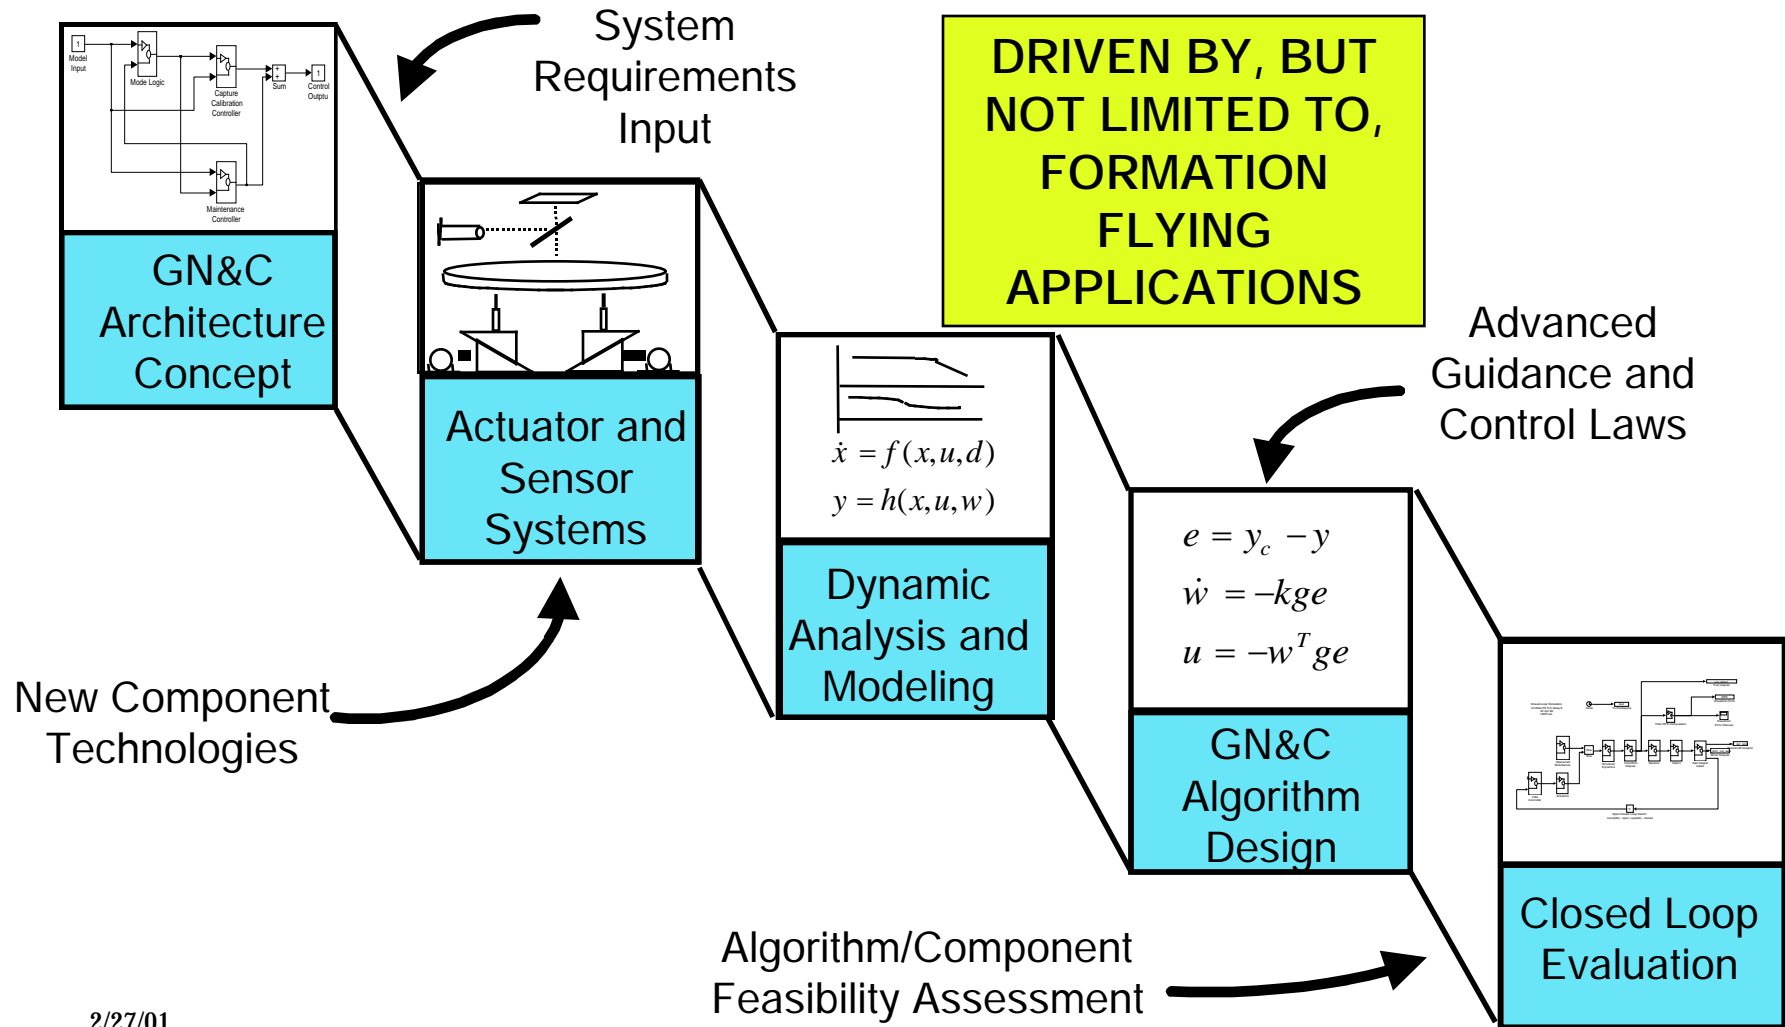 1
Model
Input
Mode Logic
Capture
Calibration
Controller
+
+
Sum
1
Control
Outptu
Maintenance
Controller
GN&C
Architecture
Concept
System
Requirements
Input
DRIVEN BY, BUT
NOT LIMITED TO,
FORMATION
FLYING
APPLICATIONS
Actuator and
Sensor
Systems
ẋ = f(x,u,d)
y = h(x,u,w)
Dynamic
Analysis and
Modeling
Advanced
Guidance and
Control Laws
e = y_c − y
ẇ = −kge
u = −w^T ge
GN&C
Algorithm
Design
New Component
Technologies
Closed Loop
Evaluation
Algorithm/Component
Feasibility Assessment
2/27/01